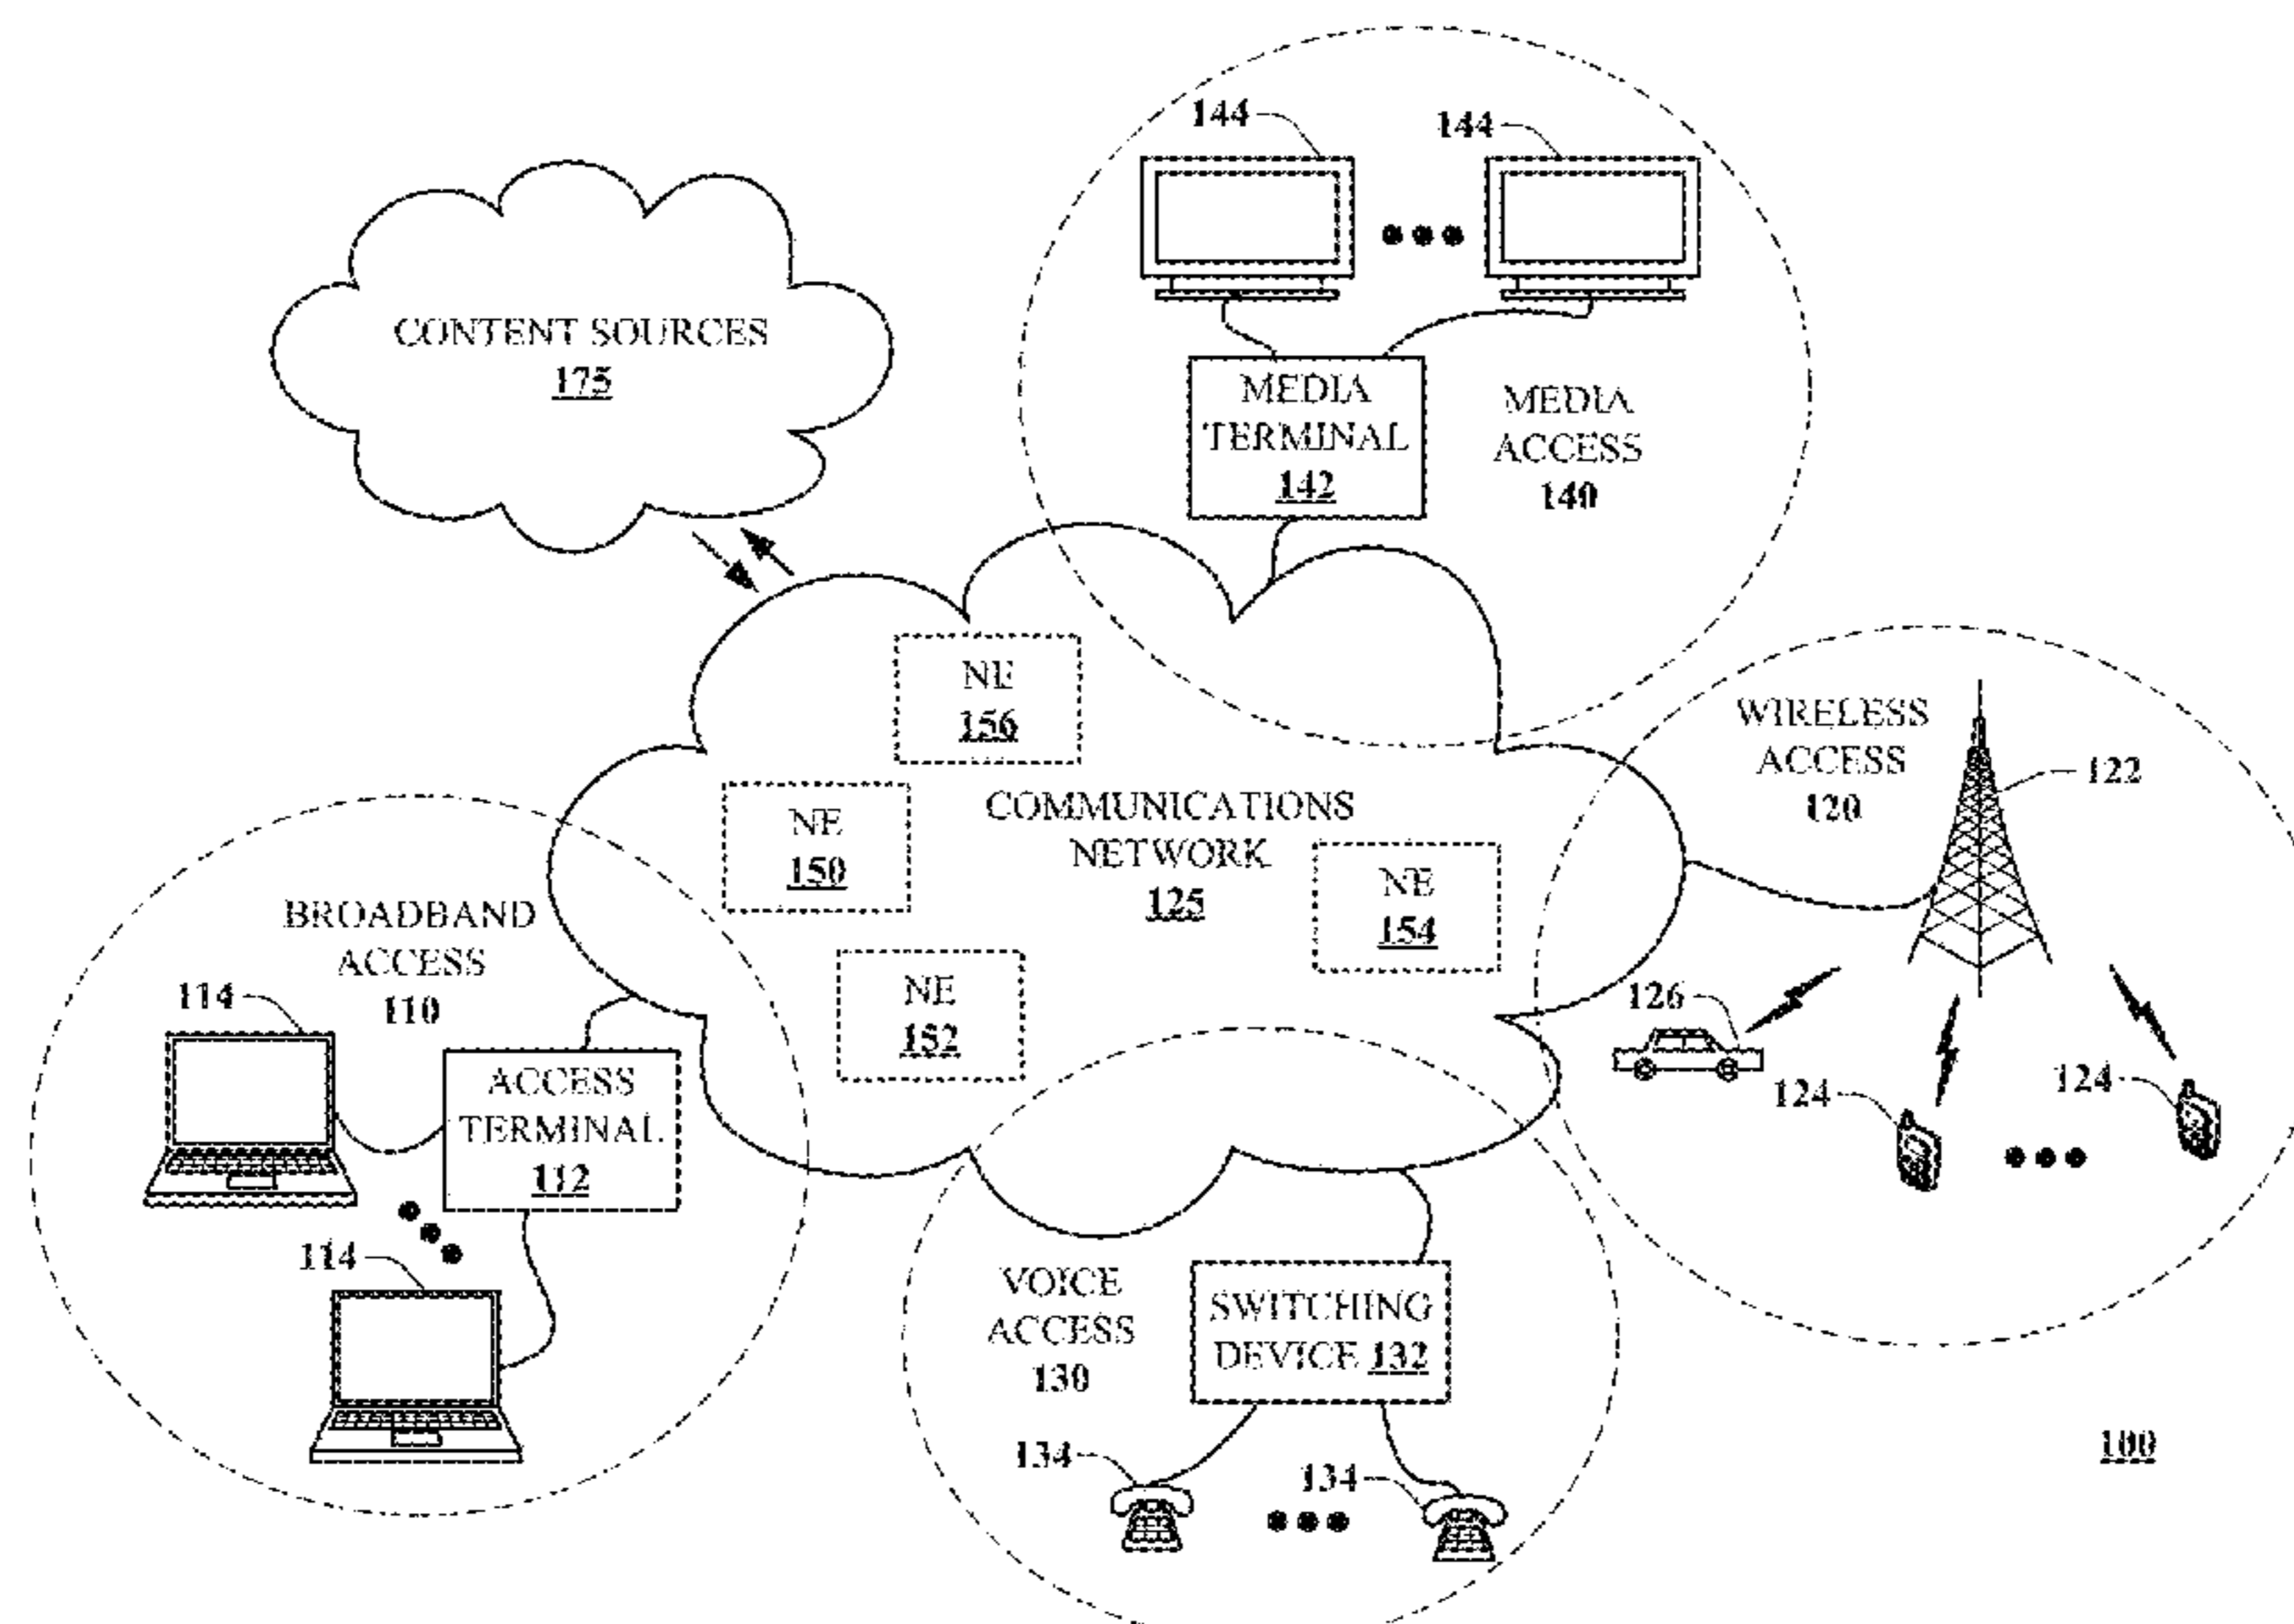 144
144
CONTENT SOURCES
175
MEDIA
TERMINAL
142
MEDIA
ACCESS
140
NE
156
WIRELESS
ACCESS
120
122
NE
150
COMMUNICATIONS
NETWORK
125
NE
154
BROADBAND
ACCESS
110
114
NE
152
126
124
124
ACCESS
TERMINAL
112
114
VOICE
ACCESS
130
SWITCHING
DEVICE 132
134
134
100